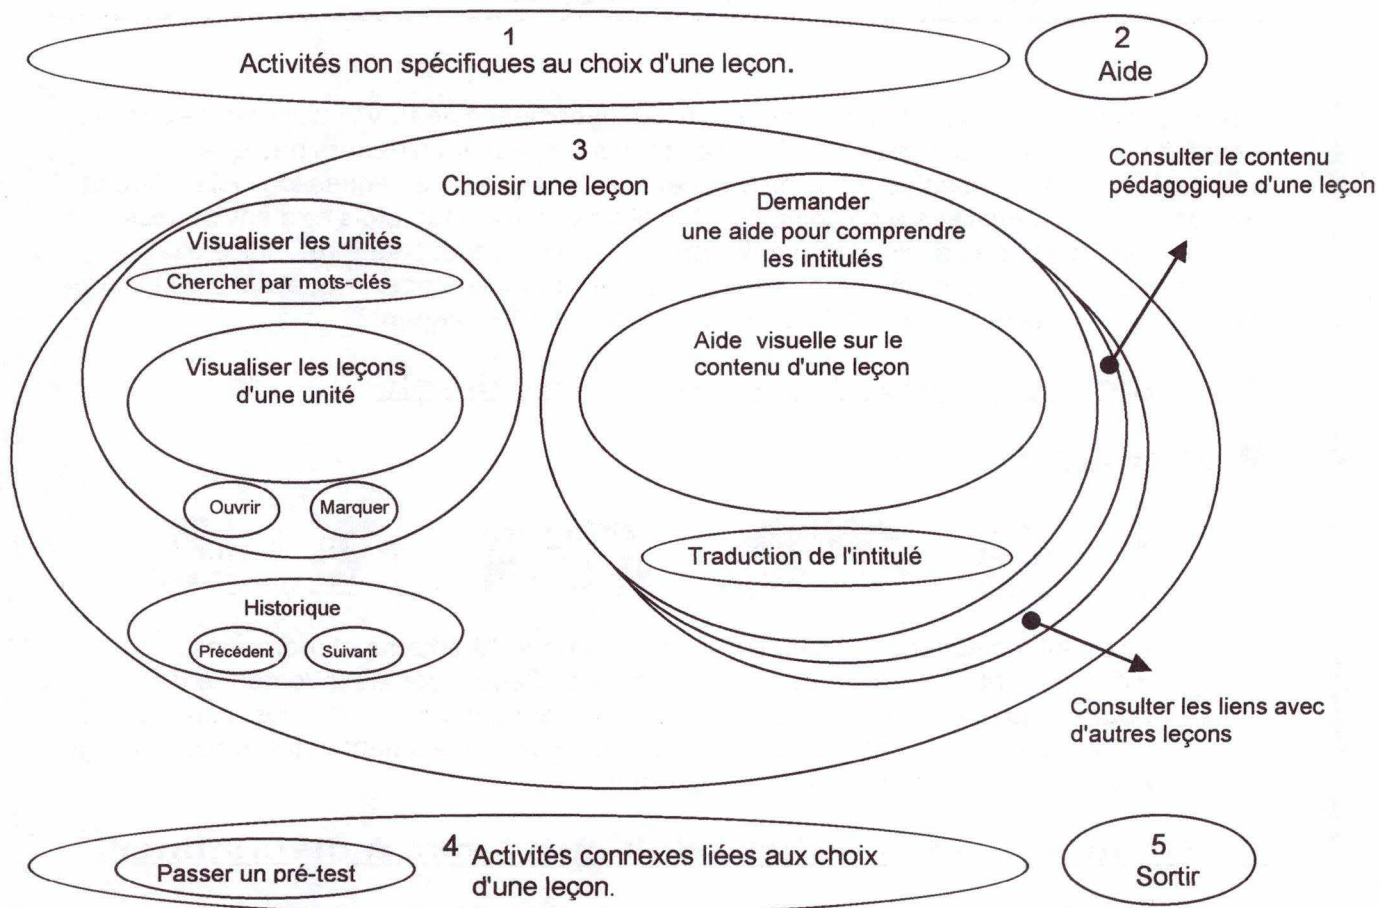 1
Activités non spécifiques au choix d'une leçon.
2
Aide
3
Choisir une leçon
Consulter le contenu
pédagogique d'une leçon
Visualiser les unités
Chercher par mots-clés
Visualiser les leçons
d'une unité
Ouvrir
Marquer
Historique
Précédent
Suivant
Demander
une aide pour comprendre
les intitulés
Aide visuelle sur le
contenu d'une leçon
Traduction de l'intitulé
Consulter les liens avec
d'autres leçons
4 Activités connexes liées aux choix
d'une leçon.
Passer un pré-test
5
Sortir